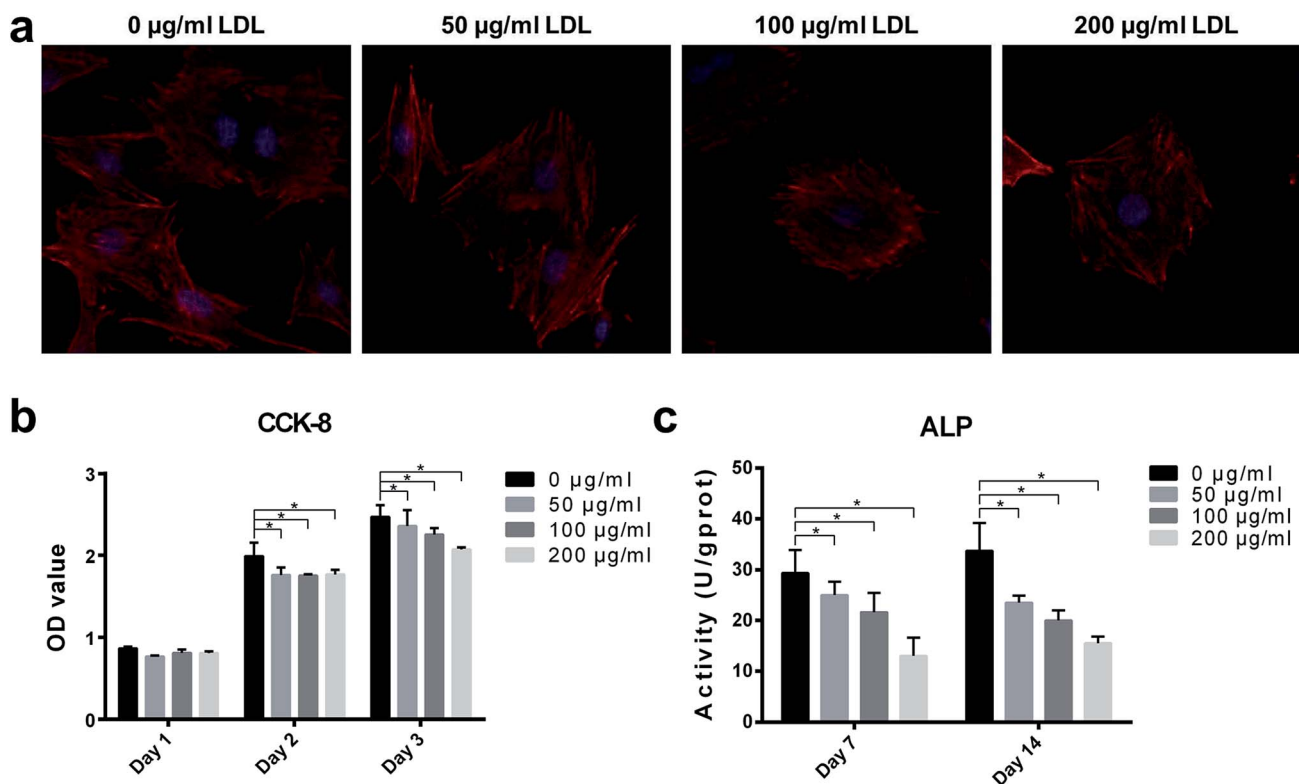 a
0 µg/ml LDL
50 µg/ml LDL
100 µg/ml LDL
200 µg/ml LDL
b
CCK-8
OD value
3
2
1
0
* * *
* * *
Day 1
Day 2
Day 3
0 µg/ml
50 µg/ml
100 µg/ml
200 µg/ml
c
ALP
Activity (U/gprot)
50
40
30
20
10
0
* * *
* * *
Day 7
Day 14
0 µg/ml
50 µg/ml
100 µg/ml
200 µg/ml